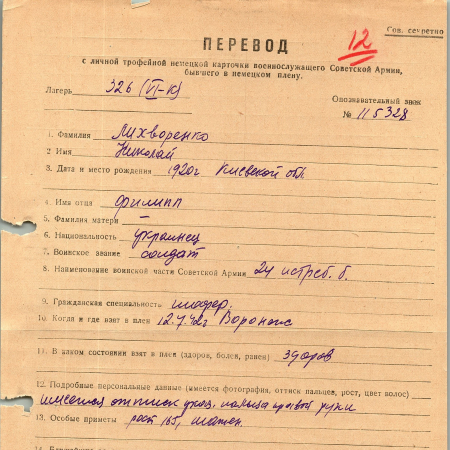 Сов. секретно
12
ПЕРЕВОД
с личной трофейной немецкой карточки военнослужащего Советской Армии,
бывшего в немецком плену.
Лагерь 326 (VI-К)
Опознавательный знак
№ 115328
1. Фамилия Лихворенко
2. Имя Николай
3. Дата и место рождения 1920г Киевской обл.
4. Имя отца Филипп
5. Фамилия матери —
6. Национальность украинец
7. Воинское звание солдат
8. Наименование воинской части Советской Армии 24 истреб. б.
9. Гражданская специальность шофер.
10. Когда и где взят в плен 12.7.42г Воронеж
11. В каком состоянии взят в плен (здоров, болен, ранен) здоров
12. Подробные персональные данные (имеется фотография, оттиск пальцев, рост, цвет волос)
имеется оттиск указ. пальца правой руки
13. Особые приметы рост 165, шатен.